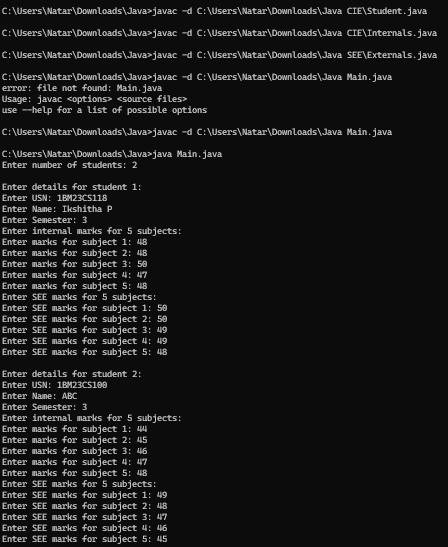 C:\Users\Natar\Downloads\Java>javac -d C:\Users\Natar\Downloads\Java CIE\Student.java
C:\Users\Natar\Downloads\Java>javac -d C:\Users\Natar\Downloads\Java CIE\Internals.java
C:\Users\Natar\Downloads\Java>javac -d C:\Users\Natar\Downloads\Java SEE\Externals.java
C:\Users\Natar\Downloads\Java>javac -d C:\Users\Natar\Downloads\Java Main.java
error: file not found: Main.java
Usage: javac <options> <source files>
use --help for a list of possible options
C:\Users\Natar\Downloads\Java>javac -d C:\Users\Natar\Downloads\Java Main.java
C:\Users\Natar\Downloads\Java>java Main.java
Enter number of students: 2
Enter details for student 1:
Enter USN: 1BM23CS118
Enter Name: Ikshitha P
Enter Semester: 3
Enter internal marks for 5 subjects:
Enter marks for subject 1: 48
Enter marks for subject 2: 48
Enter marks for subject 3: 50
Enter marks for subject 4: 47
Enter marks for subject 5: 48
Enter SEE marks for 5 subjects:
Enter SEE marks for subject 1: 50
Enter SEE marks for subject 2: 50
Enter SEE marks for subject 3: 49
Enter SEE marks for subject 4: 49
Enter SEE marks for subject 5: 48
Enter details for student 2:
Enter USN: 1BM23CS100
Enter Name: ABC
Enter Semester: 3
Enter internal marks for 5 subjects:
Enter marks for subject 1: 44
Enter marks for subject 2: 45
Enter marks for subject 3: 46
Enter marks for subject 4: 47
Enter marks for subject 5: 48
Enter SEE marks for 5 subjects:
Enter SEE marks for subject 1: 49
Enter SEE marks for subject 2: 48
Enter SEE marks for subject 3: 47
Enter SEE marks for subject 4: 46
Enter SEE marks for subject 5: 45